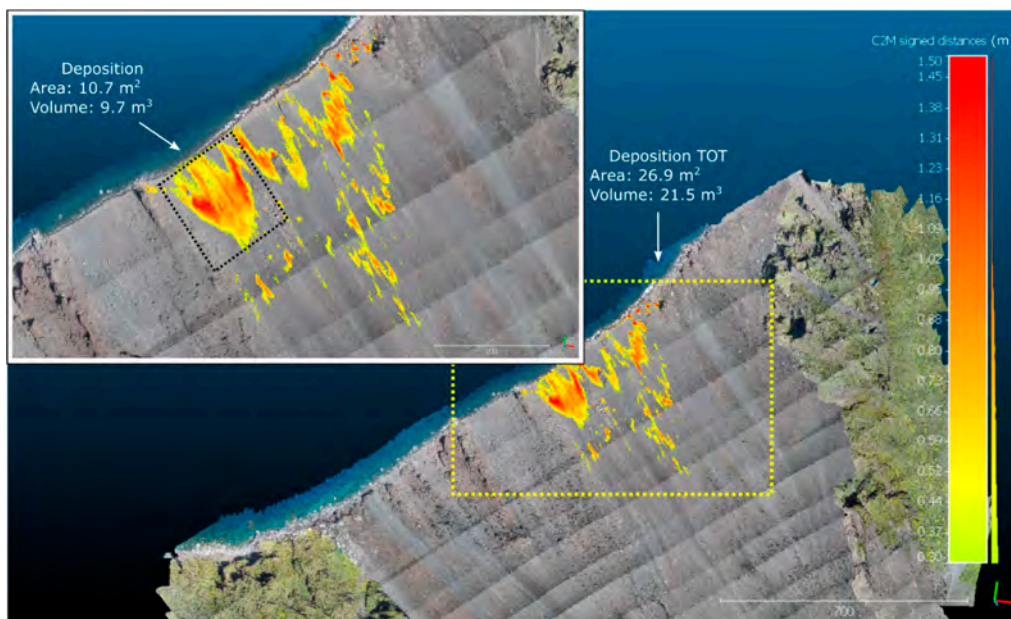 Deposition
Area: 10.7 m²
Volume: 9.7 m³
C2M signed distances (m
Deposition TOT
Area: 26.9 m²
Volume: 21.5 m³
1.50
1.45
1.38
1.31
1.23
1.16
1.09
1.02
0.95
0.88
0.80
0.73
0.66
0.59
0.52
0.44
0.37
0.30
700